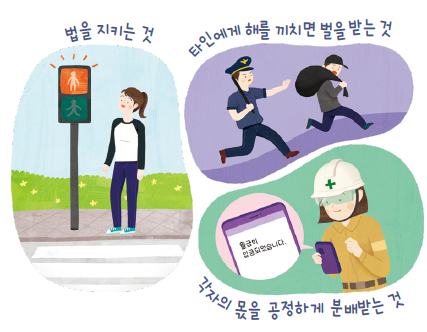 법을 지키는 것
타인에게 해를 끼치면 벌을 받는 것
월급이
입금되었습니다.
각자의 몫을 공정하게 분배받는 것